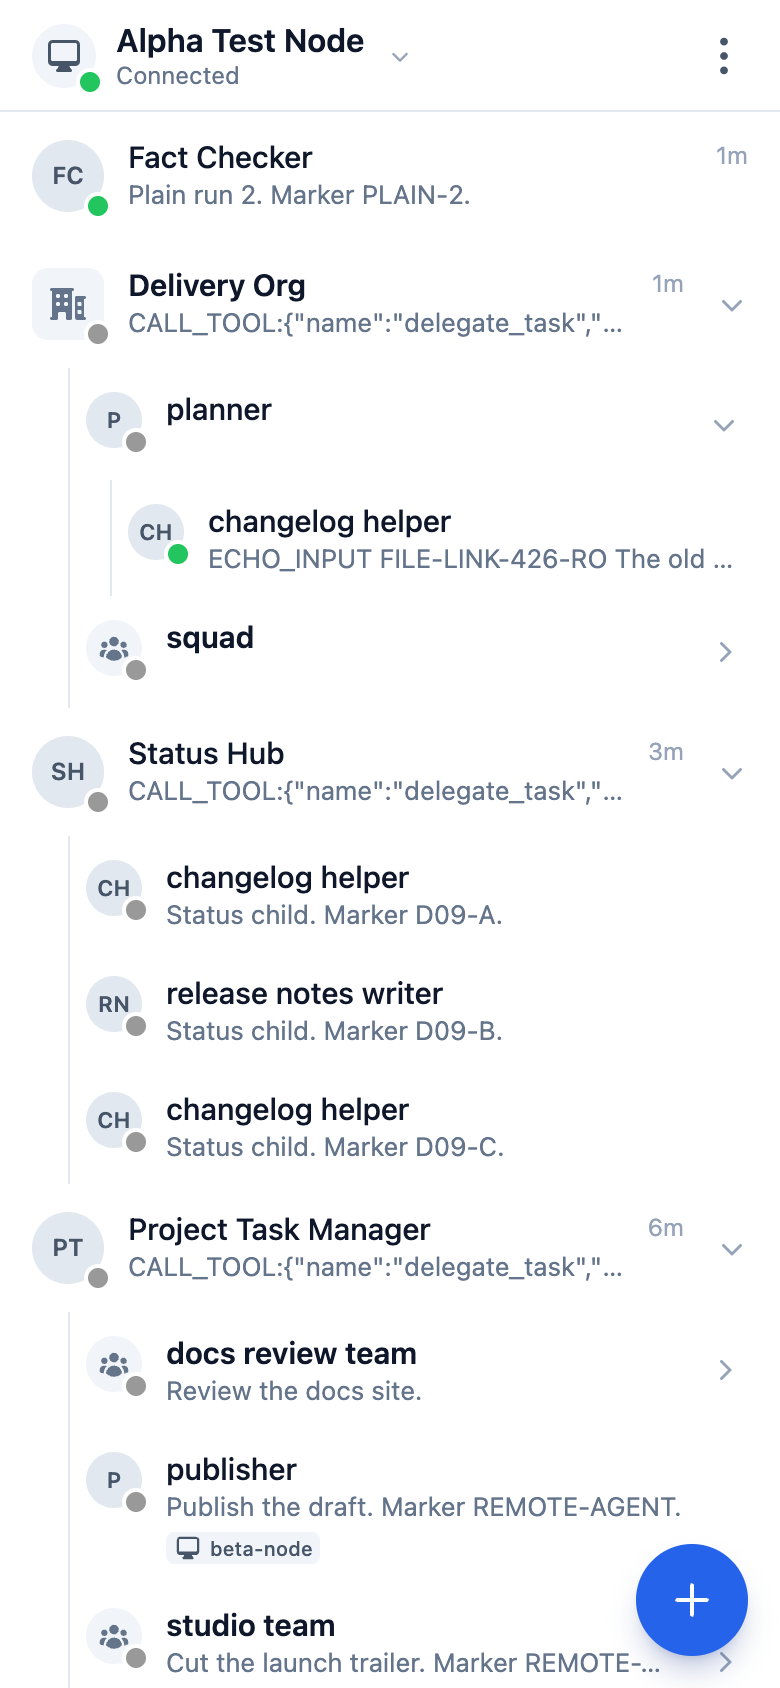 Alpha Test Node
Connected
FC
Fact Checker
1m
Plain run 2. Marker PLAIN-2.
Delivery Org
1m
CALL_TOOL:{"name":"delegate_task","...
P
planner
CH
changelog helper
ECHO_INPUT FILE-LINK-426-RO The old ...
squad
SH
Status Hub
3m
CALL_TOOL:{"name":"delegate_task","...
CH
changelog helper
Status child. Marker D09-A.
RN
release notes writer
Status child. Marker D09-B.
CH
changelog helper
Status child. Marker D09-C.
PT
Project Task Manager
6m
CALL_TOOL:{"name":"delegate_task","...
docs review team
Review the docs site.
P
publisher
Publish the draft. Marker REMOTE-AGENT.
beta-node
studio team
Cut the launch trailer. Marker REMOTE-...